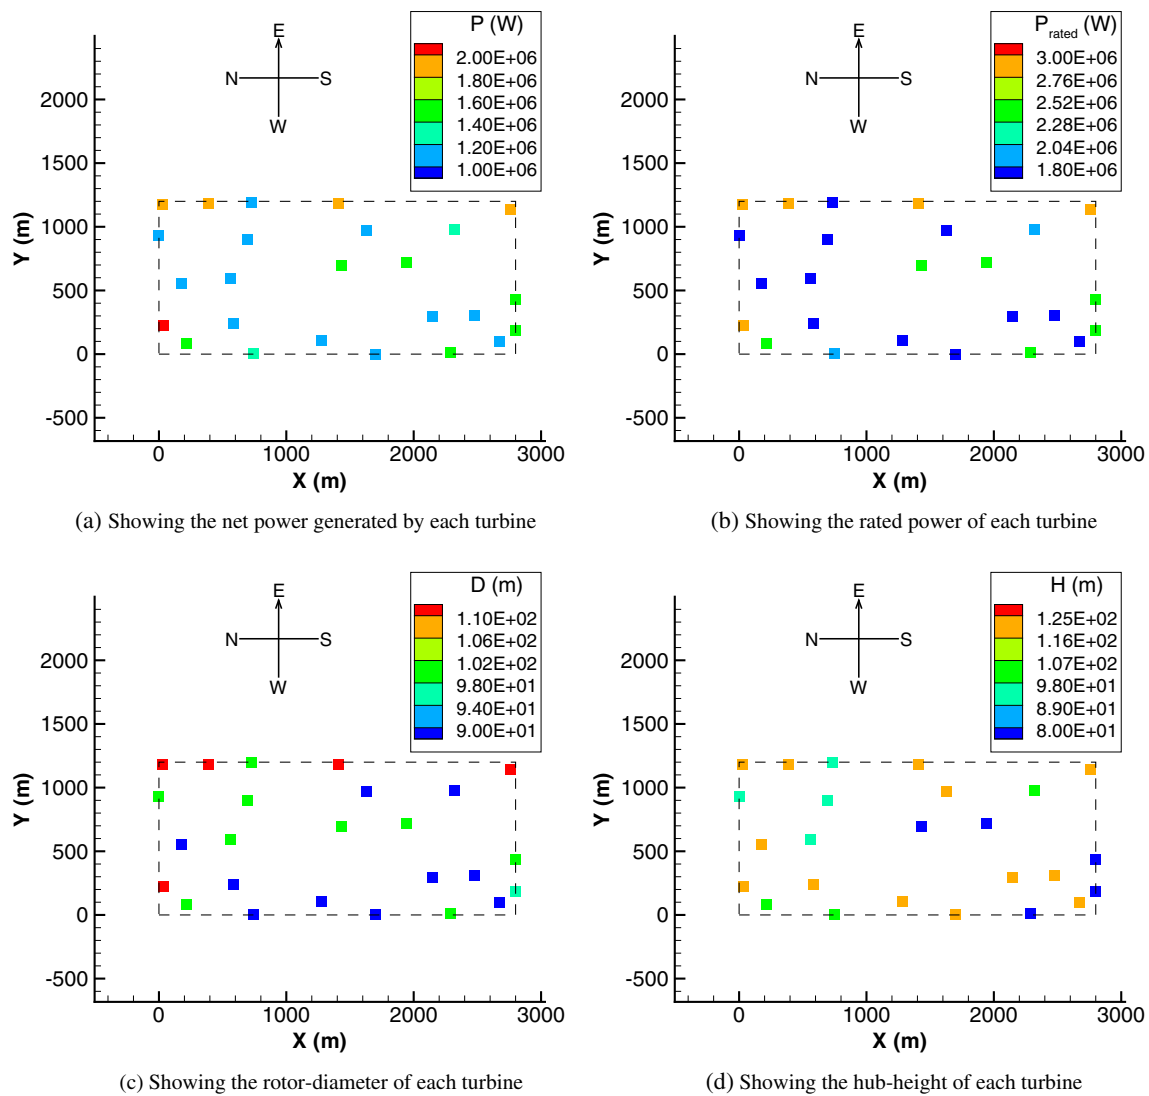 P (W)
2.00E+06
1.80E+06
1.60E+06
1.40E+06
1.20E+06
1.00E+06
E
N
S
W
2000
1500
1000
500
0
-500
Y (m)
0
1000
2000
3000
X (m)
(a) Showing the net power generated by each turbine
Prated (W)
3.00E+06
2.76E+06
2.52E+06
2.28E+06
2.04E+06
1.80E+06
E
N
S
W
2000
1500
1000
500
0
-500
Y (m)
0
1000
2000
3000
X (m)
(b) Showing the rated power of each turbine
D (m)
1.10E+02
1.06E+02
1.02E+02
9.80E+01
9.40E+01
9.00E+01
E
N
S
W
2000
1500
1000
500
0
-500
Y (m)
0
1000
2000
3000
X (m)
(c) Showing the rotor-diameter of each turbine
H (m)
1.25E+02
1.16E+02
1.07E+02
9.80E+01
8.90E+01
8.00E+01
E
N
S
W
2000
1500
1000
500
0
-500
Y (m)
0
1000
2000
3000
X (m)
(d) Showing the hub-height of each turbine